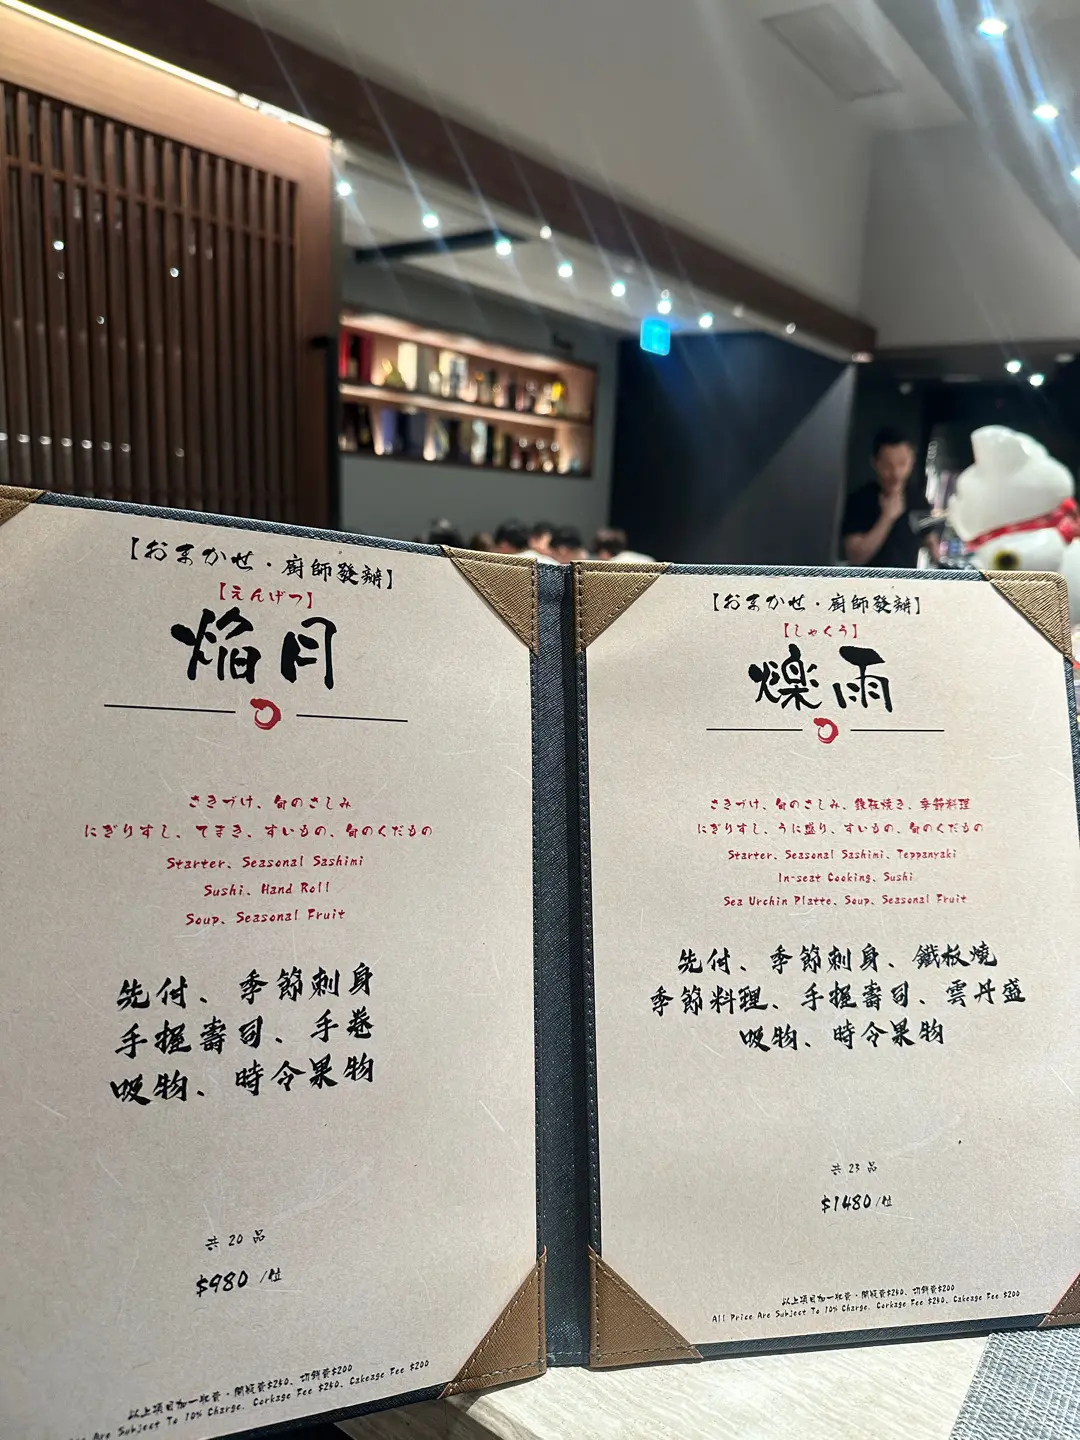 【おまかせ・廚師發辦】
【えんげつ】
焔月
さきづけ、旬のさしみ
にぎりすし、てまき、すいもの、旬のくだもの
Starter、Seasonal Sashimi
Sushi、Hand Roll
Soup、Seasonal Fruit
先付、季節刺身
手握壽司、手卷
吸物、時令果物
共 20 品
$980 /位
以上項目加一收費・開瓶費$280、切餅費$200
Are Subject To 10% Charge. Corkage Fee $280、Cakeage Fee $200
【おまかせ・廚師發辦】
【しゃくう】
爍雨
さきづけ、旬のさしみ、鉄板焼き、季節料理
にぎりすし、うに盛り、すいもの、旬のくだもの
Starter、Seasonal Sashimi、Teppanyaki
In-seat Cooking、Sushi
Sea Urchin Platte、Soup、Seasonal Fruit
先付、季節刺身、鐵板燒
季節料理、手握壽司、雲丹盛
吸物、時令果物
共 23 品
$1480 /位
以上項目加一收費・開瓶費$280、切餅費$200
All Price Are Subject To 10% Charge. Corkage Fee $280、Cakeage Fee $200